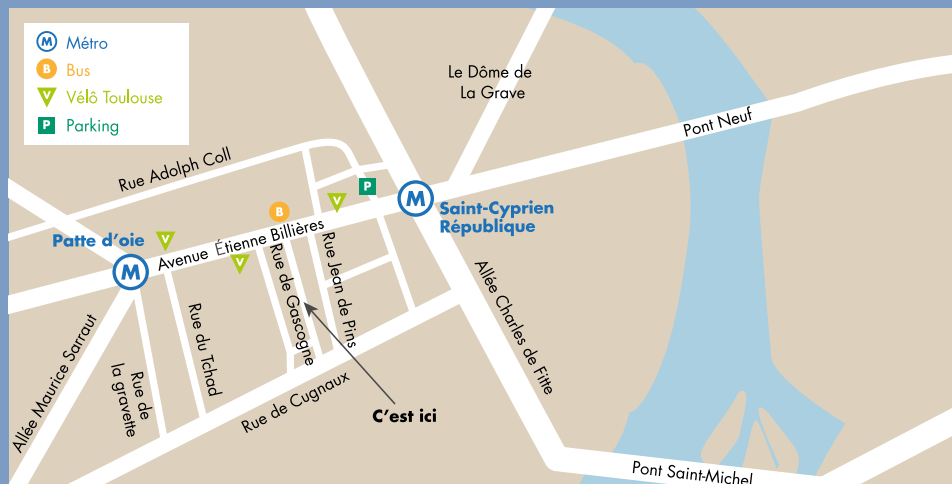 M Métro
B Bus
V Vélô Toulouse
P Parking
Le Dôme de
La Grave
Pont Neuf
Rue Adolph Coll
P
M
V
B
Saint-Cyprien
République
Patte d'oie
V
Avenue Étienne Billières
V
M
Rue de Gascogne
Rue Jean de Pins
Allée Charles de Fitte
Rue du Tchad
Allée Maurice Sarraut
Rue de
la gravette
Rue de Cugnaux
C'est ici
Pont Saint-Michel